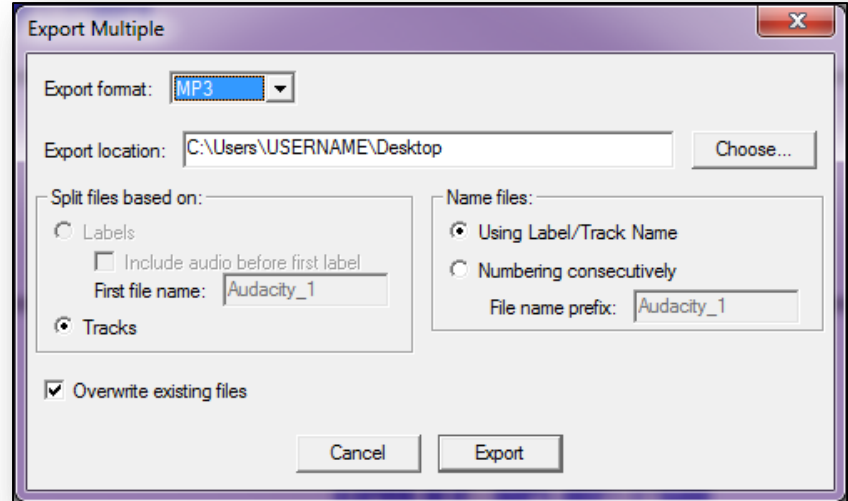 Export Multiple
Export format: MP3
Export location: C:\Users\USERNAME\Desktop Choose...
Split files based on:
Labels
Include audio before first label
First file name: Audacity_1
Tracks
Name files:
Using Label/Track Name
Numbering consecutively
File name prefix: Audacity_1
Overwrite existing files
Cancel Export